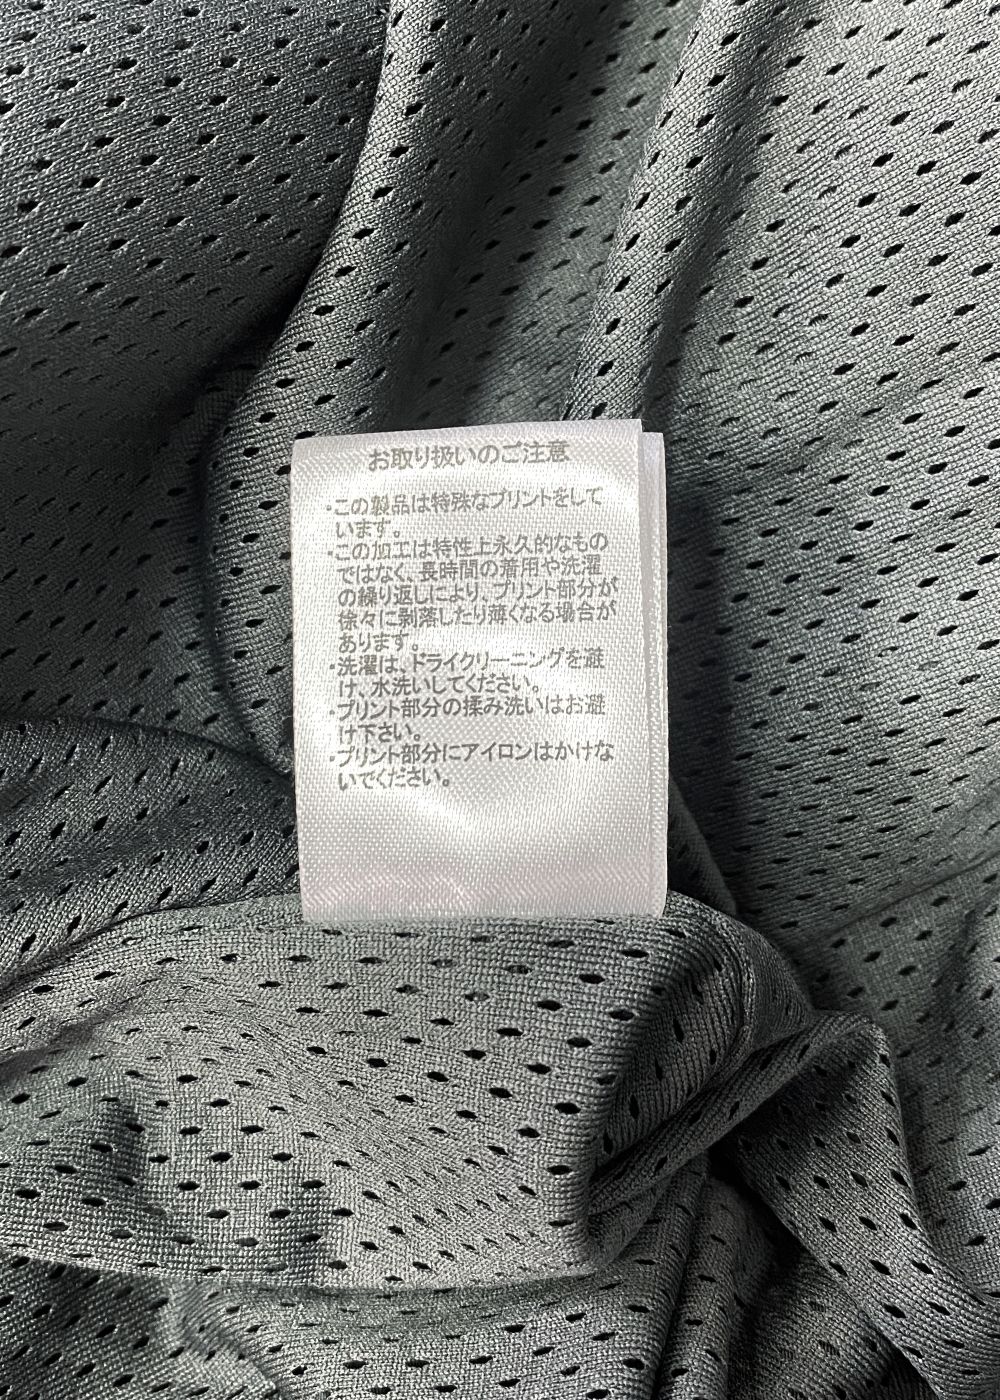 お取り扱いのご注意
・この製品は特殊なプリントをして
います。
・この加工は特性上永久的なもの
ではなく、長時間の着用や洗濯
の繰り返しにより、プリント部分が
徐々に剥落したり薄くなる場合が
あります。
・洗濯は、ドライクリーニングを避
け、水洗いしてください。
・プリント部分の揉み洗いはお避
け下さい。
・プリント部分にアイロンはかけな
いでください。